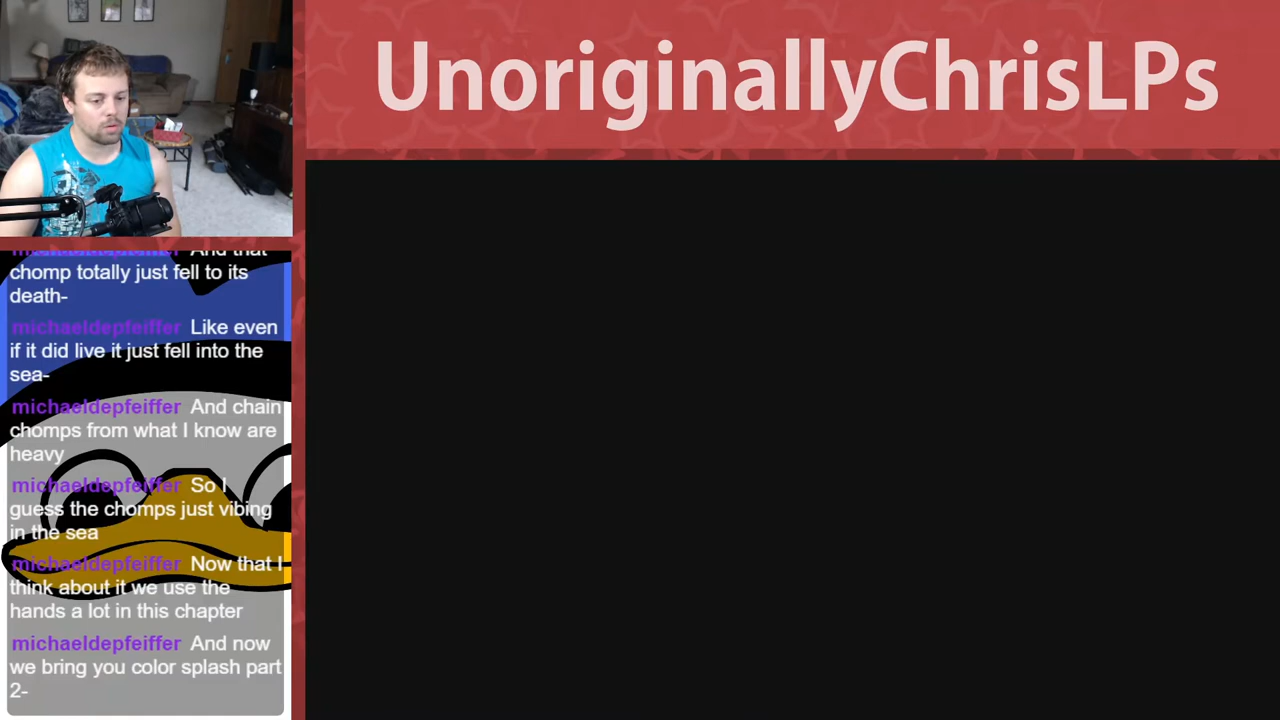 UnoriginallyChrisLPs
michaeldepfeiffer And that
chomp totally just fell to its
death-
michaeldepfeiffer Like even
if it did live it just fell into the
sea-
michaeldepfeiffer And chain
chomps from what I know are
heavy
michaeldepfeiffer So I
guess the chomps just vibing
in the sea
michaeldepfeiffer Now that I
think about it we use the
hands a lot in this chapter
michaeldepfeiffer And now
we bring you color splash part
2-